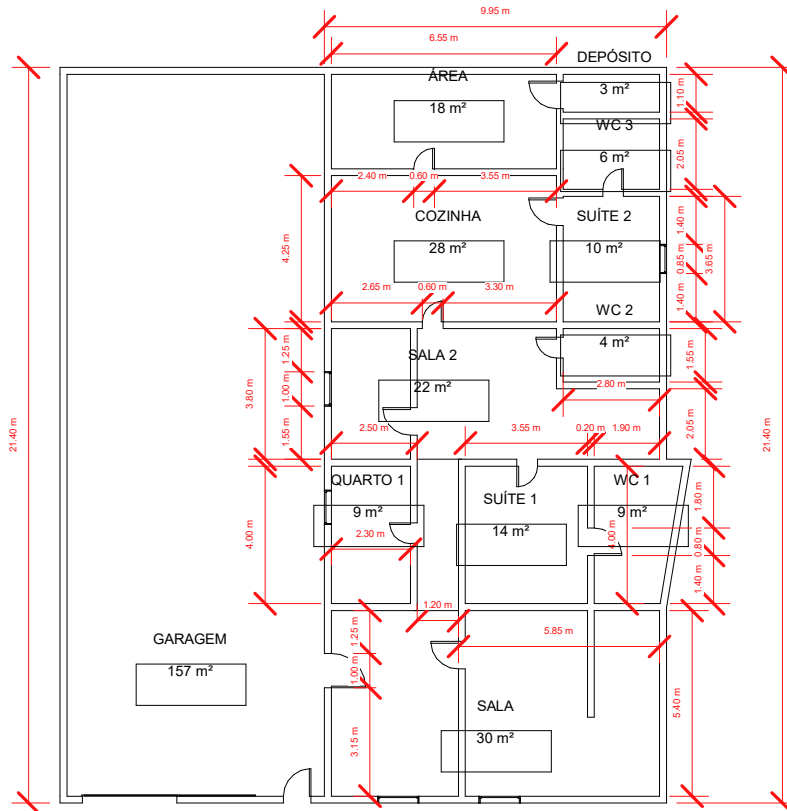 9.95 m
6.55 m
DEPÓSITO
ÁREA
3 m²
18 m²
1.10 m
WC 3
6 m²
2.05 m
2.40 m
0.60 m
3.55 m
COZINHA
SUÍTE 2
28 m²
10 m²
4.25 m
1.40 m
0.85 m
3.65 m
1.40 m
2.65 m
0.60 m
3.30 m
WC 2
4 m²
SALA 2
22 m²
1.25 m
1.00 m
1.55 m
3.80 m
1.55 m
2.80 m
2.05 m
21.40 m
21.40 m
2.50 m
3.55 m
0.20 m
1.90 m
QUARTO 1
9 m²
SUÍTE 1
14 m²
WC 1
9 m²
2.30 m
4.00 m
4.00 m
1.80 m
0.80 m
1.40 m
1.20 m
5.85 m
1.25 m
1.00 m
3.15 m
GARAGEM
157 m²
SALA
30 m²
5.40 m